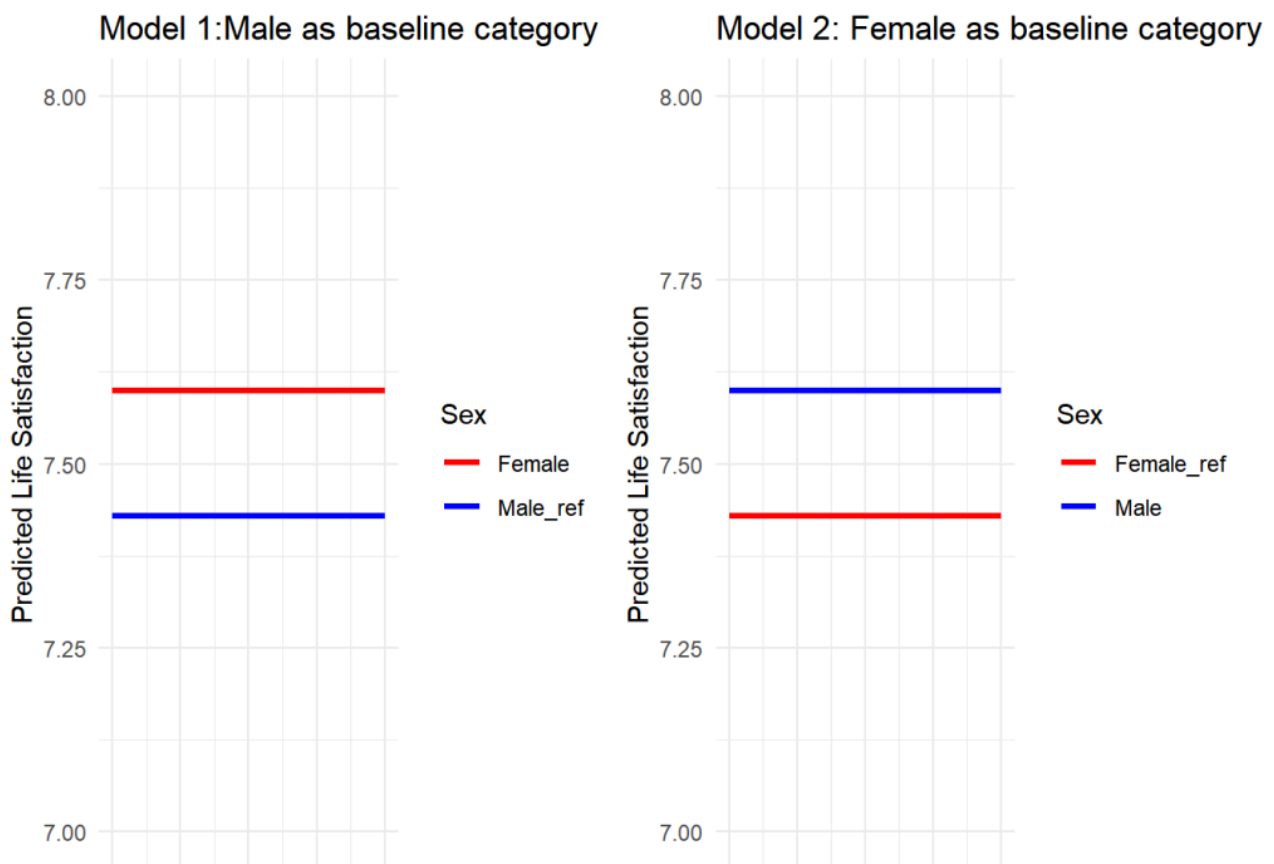 Model 1:Male as baseline category
8.00
7.75
7.50
7.25
7.00
Predicted Life Satisfaction
Sex
Female
Male_ref
Model 2: Female as baseline category
8.00
7.75
7.50
7.25
7.00
Predicted Life Satisfaction
Sex
Female_ref
Male